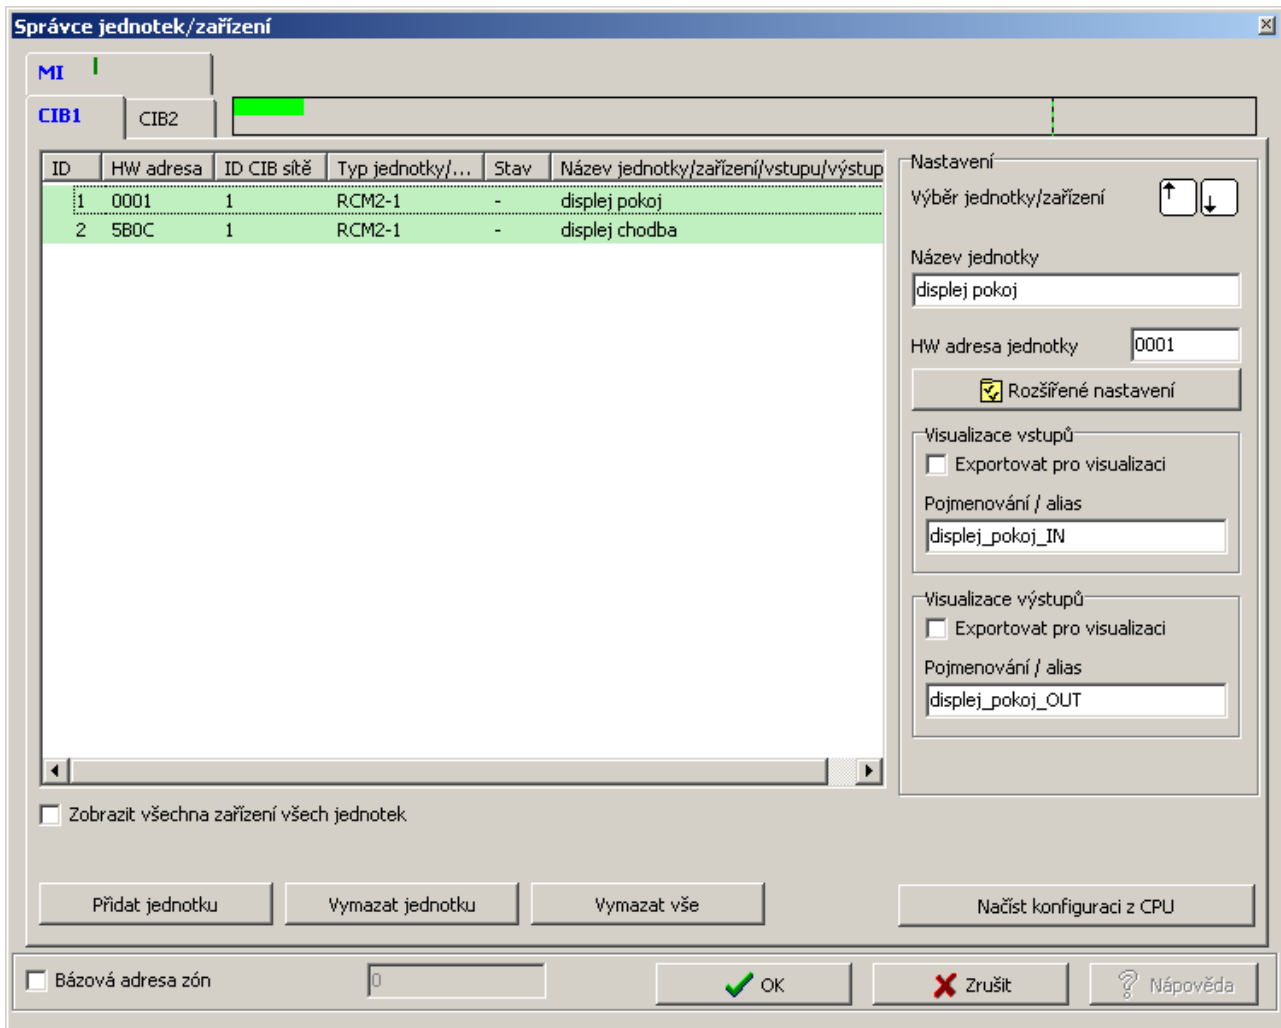 Správce jednotek/zařízení
MI
CIB1 CIB2
ID HW adresa ID CIB sítě Typ jednotky/... Stav Název jednotky/zařízení/vstupu/výstup
1 0001 1 RCM2-1 - displej pokoj
2 5B0C 1 RCM2-1 - displej chodba
Nastavení
Výběr jednotky/zařízení
Název jednotky
displej pokoj
HW adresa jednotky 0001
Rozšířené nastavení
Visualizace vstupů
Exportovat pro visualizaci
Pojmenování / alias
displej_pokoj_IN
Visualizace výstupů
Exportovat pro visualizaci
Pojmenování / alias
displej_pokoj_OUT
Zobrazit všechna zařízení všech jednotek
Přidat jednotku Vymazat jednotku Vymazat vše Načíst konfiguraci z CPU
Bázová adresa zón 0 OK Zrušit Nápověda